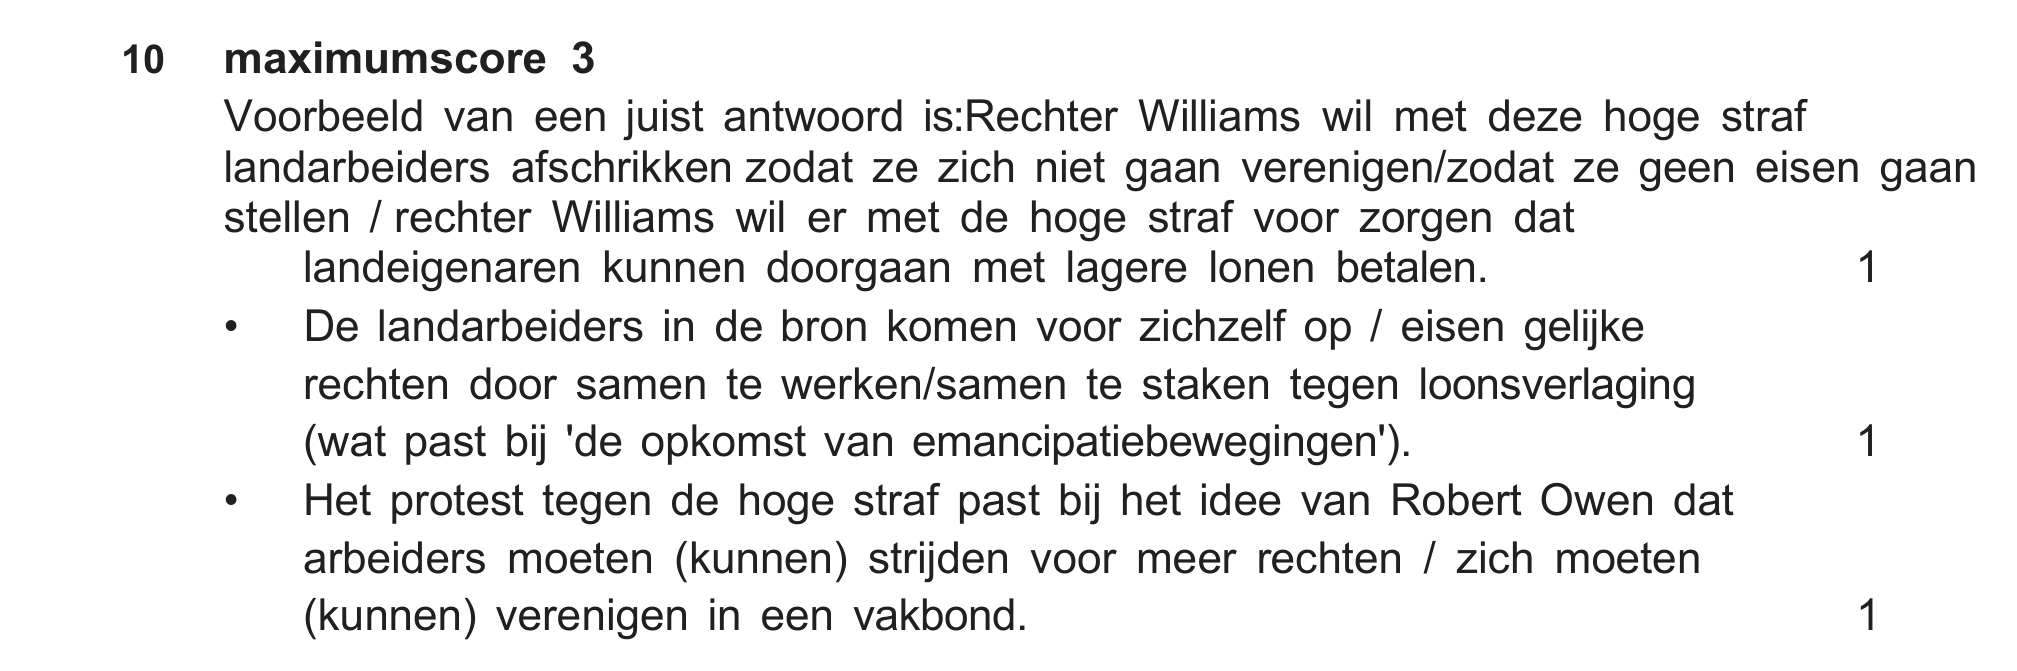 10 maximumscore 3
Voorbeeld van een juist antwoord is:Rechter Williams wil met deze hoge straf
landarbeiders afschrikken zodat ze zich niet gaan verenigen/zodat ze geen eisen gaan
stellen / rechter Williams wil er met de hoge straf voor zorgen dat
landeigenaren kunnen doorgaan met lagere lonen betalen. 1
• De landarbeiders in de bron komen voor zichzelf op / eisen gelijke
rechten door samen te werken/samen te staken tegen loonsverlaging
(wat past bij 'de opkomst van emancipatiebewegingen'). 1
• Het protest tegen de hoge straf past bij het idee van Robert Owen dat
arbeiders moeten (kunnen) strijden voor meer rechten / zich moeten
(kunnen) verenigen in een vakbond. 1